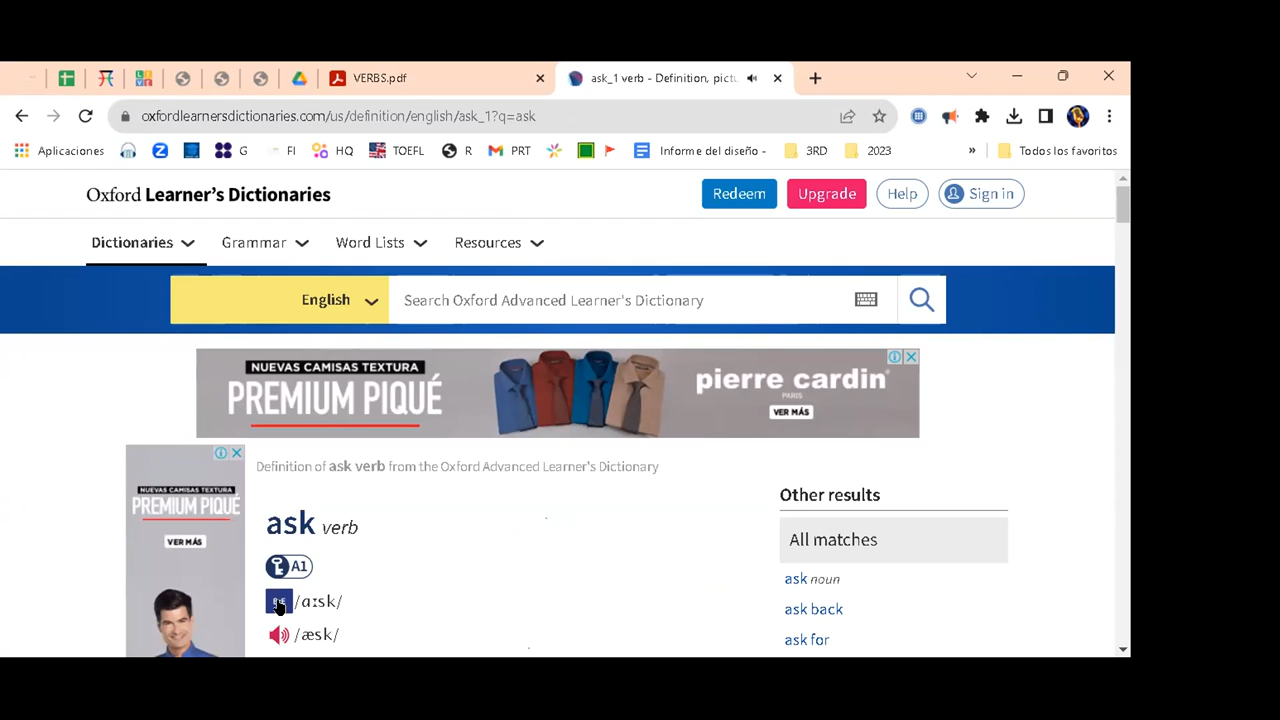 VERBS.pdf
ask_1 verb - Definition, pictu
oxfordlearnersdictionaries.com/us/definition/english/ask_1?q=ask
Aplicaciones G FI HQ TOEFL R PRT Informe del diseño - 3RD 2023 » Todos los favoritos
Oxford Learner's Dictionaries Redeem Upgrade Help Sign in
Dictionaries Grammar Word Lists Resources
English Search Oxford Advanced Learner's Dictionary
NUEVAS CAMISAS TEXTURA
PREMIUM PIQUÉ
pierre cardin
PARIS
VER MÁS
NUEVAS CAMISAS TEXTURA
PREMIUM PIQUÉ
VER MÁS
Definition of ask verb from the Oxford Advanced Learner's Dictionary
ask verb
A1
/ɑːsk/
/æsk/
Other results
All matches
ask noun
ask back
ask for